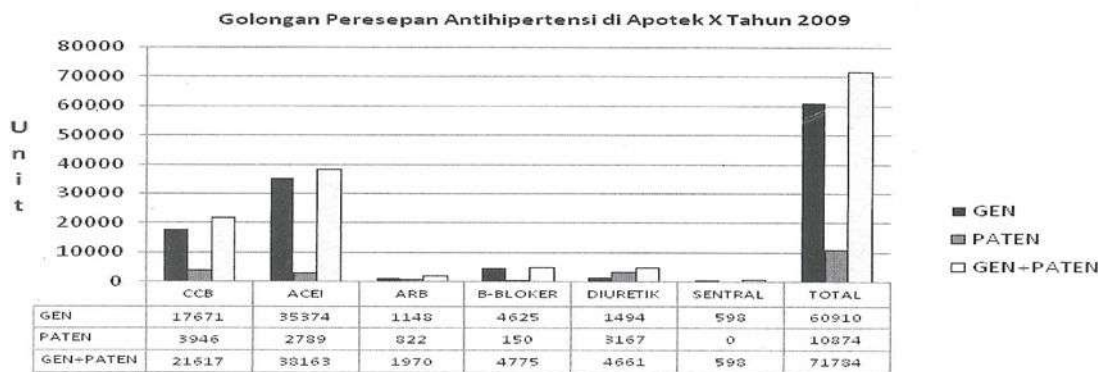 Golongan Peresepan Antihipertensi di Apotek X Tahun 2009
80000
70000
60000
50000
40000
30000
20000
10000
0
Unit
CCB ACEI ARB B-BLOKER DIURETIK SENTRAL TOTAL
GEN 17671 35374 1148 4625 1494 598 60910
PATEN 3946 2789 822 150 3167 0 10874
GEN+PATEN 21617 38163 1970 4775 4661 598 71784
GEN
PATEN
GEN+PATEN